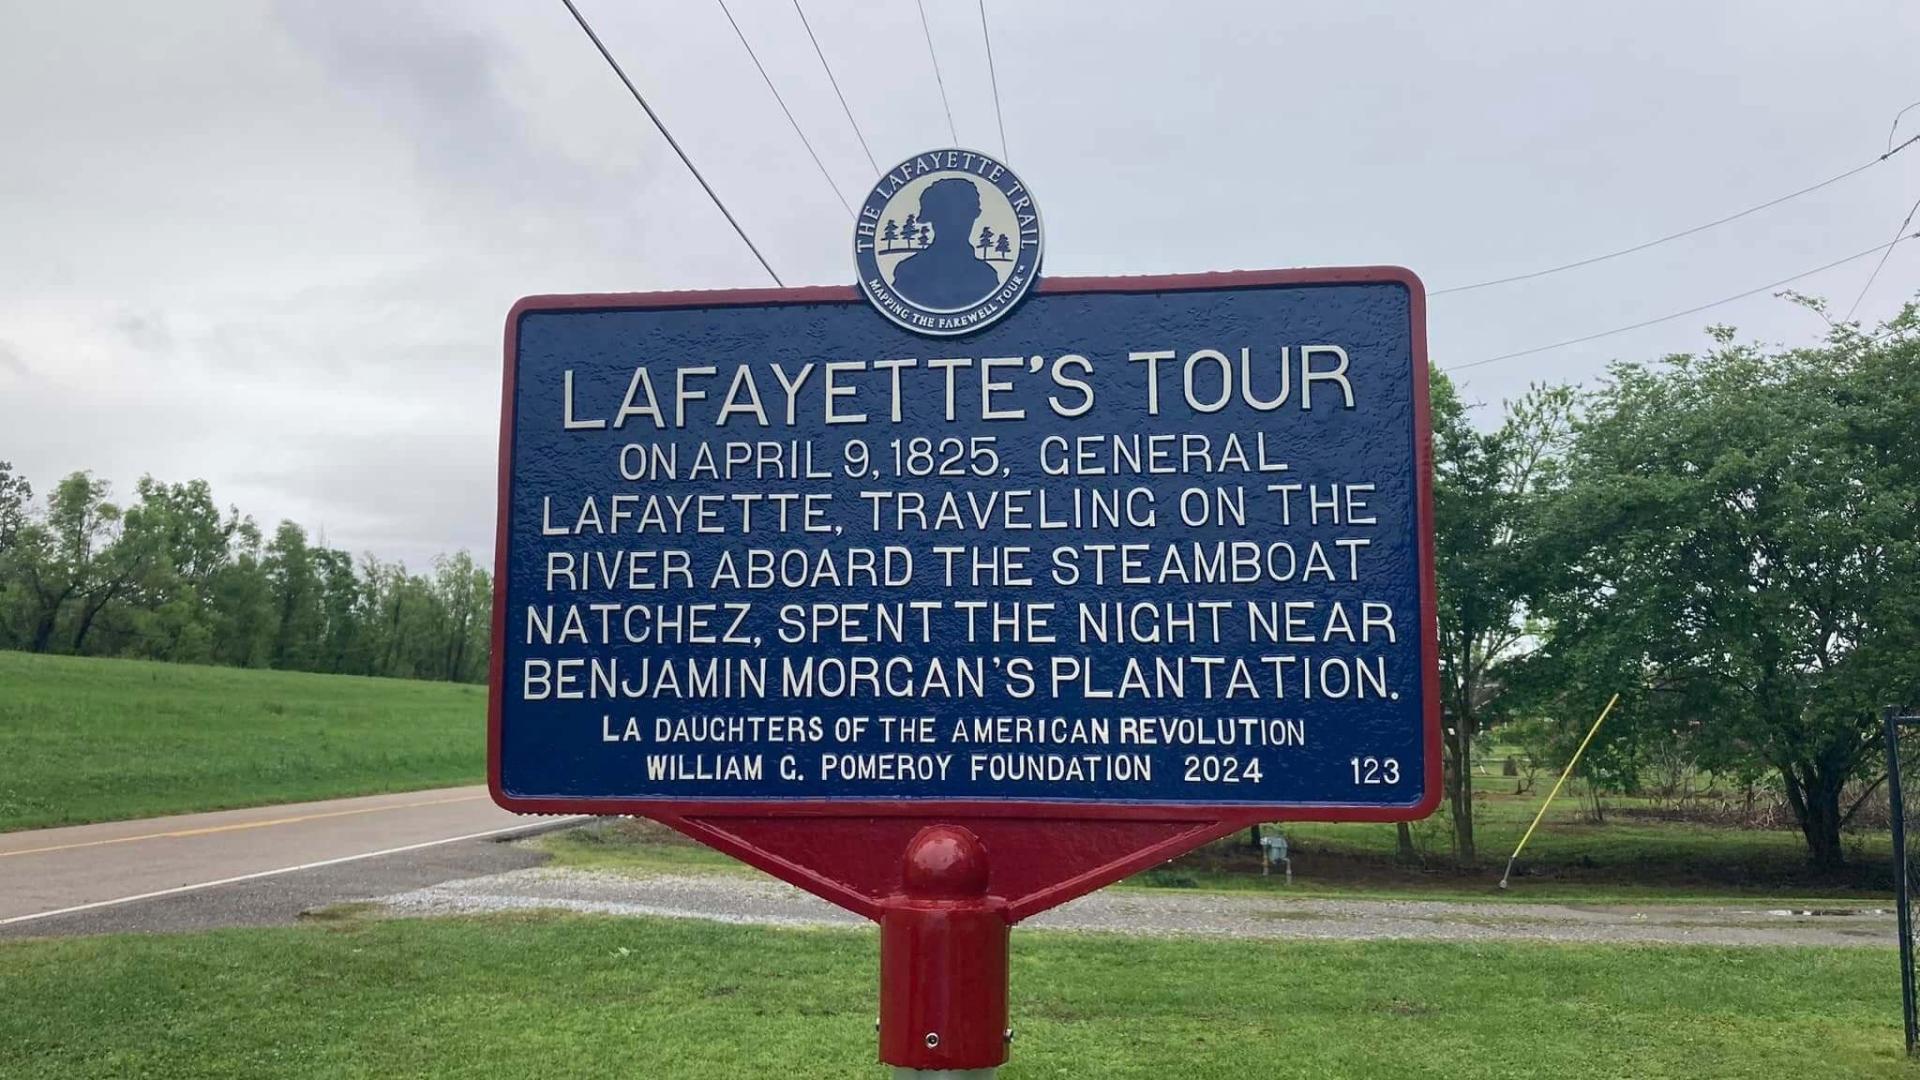 THE LAFAYETTE TRAIL
MAPPING THE FAREWELL TOUR™
LAFAYETTE'S TOUR
ON APRIL 9, 1825, GENERAL
LAFAYETTE, TRAVELING ON THE
RIVER ABOARD THE STEAMBOAT
NATCHEZ, SPENT THE NIGHT NEAR
BENJAMIN MORGAN'S PLANTATION.
LA DAUGHTERS OF THE AMERICAN REVOLUTION
WILLIAM G. POMEROY FOUNDATION 2024 123